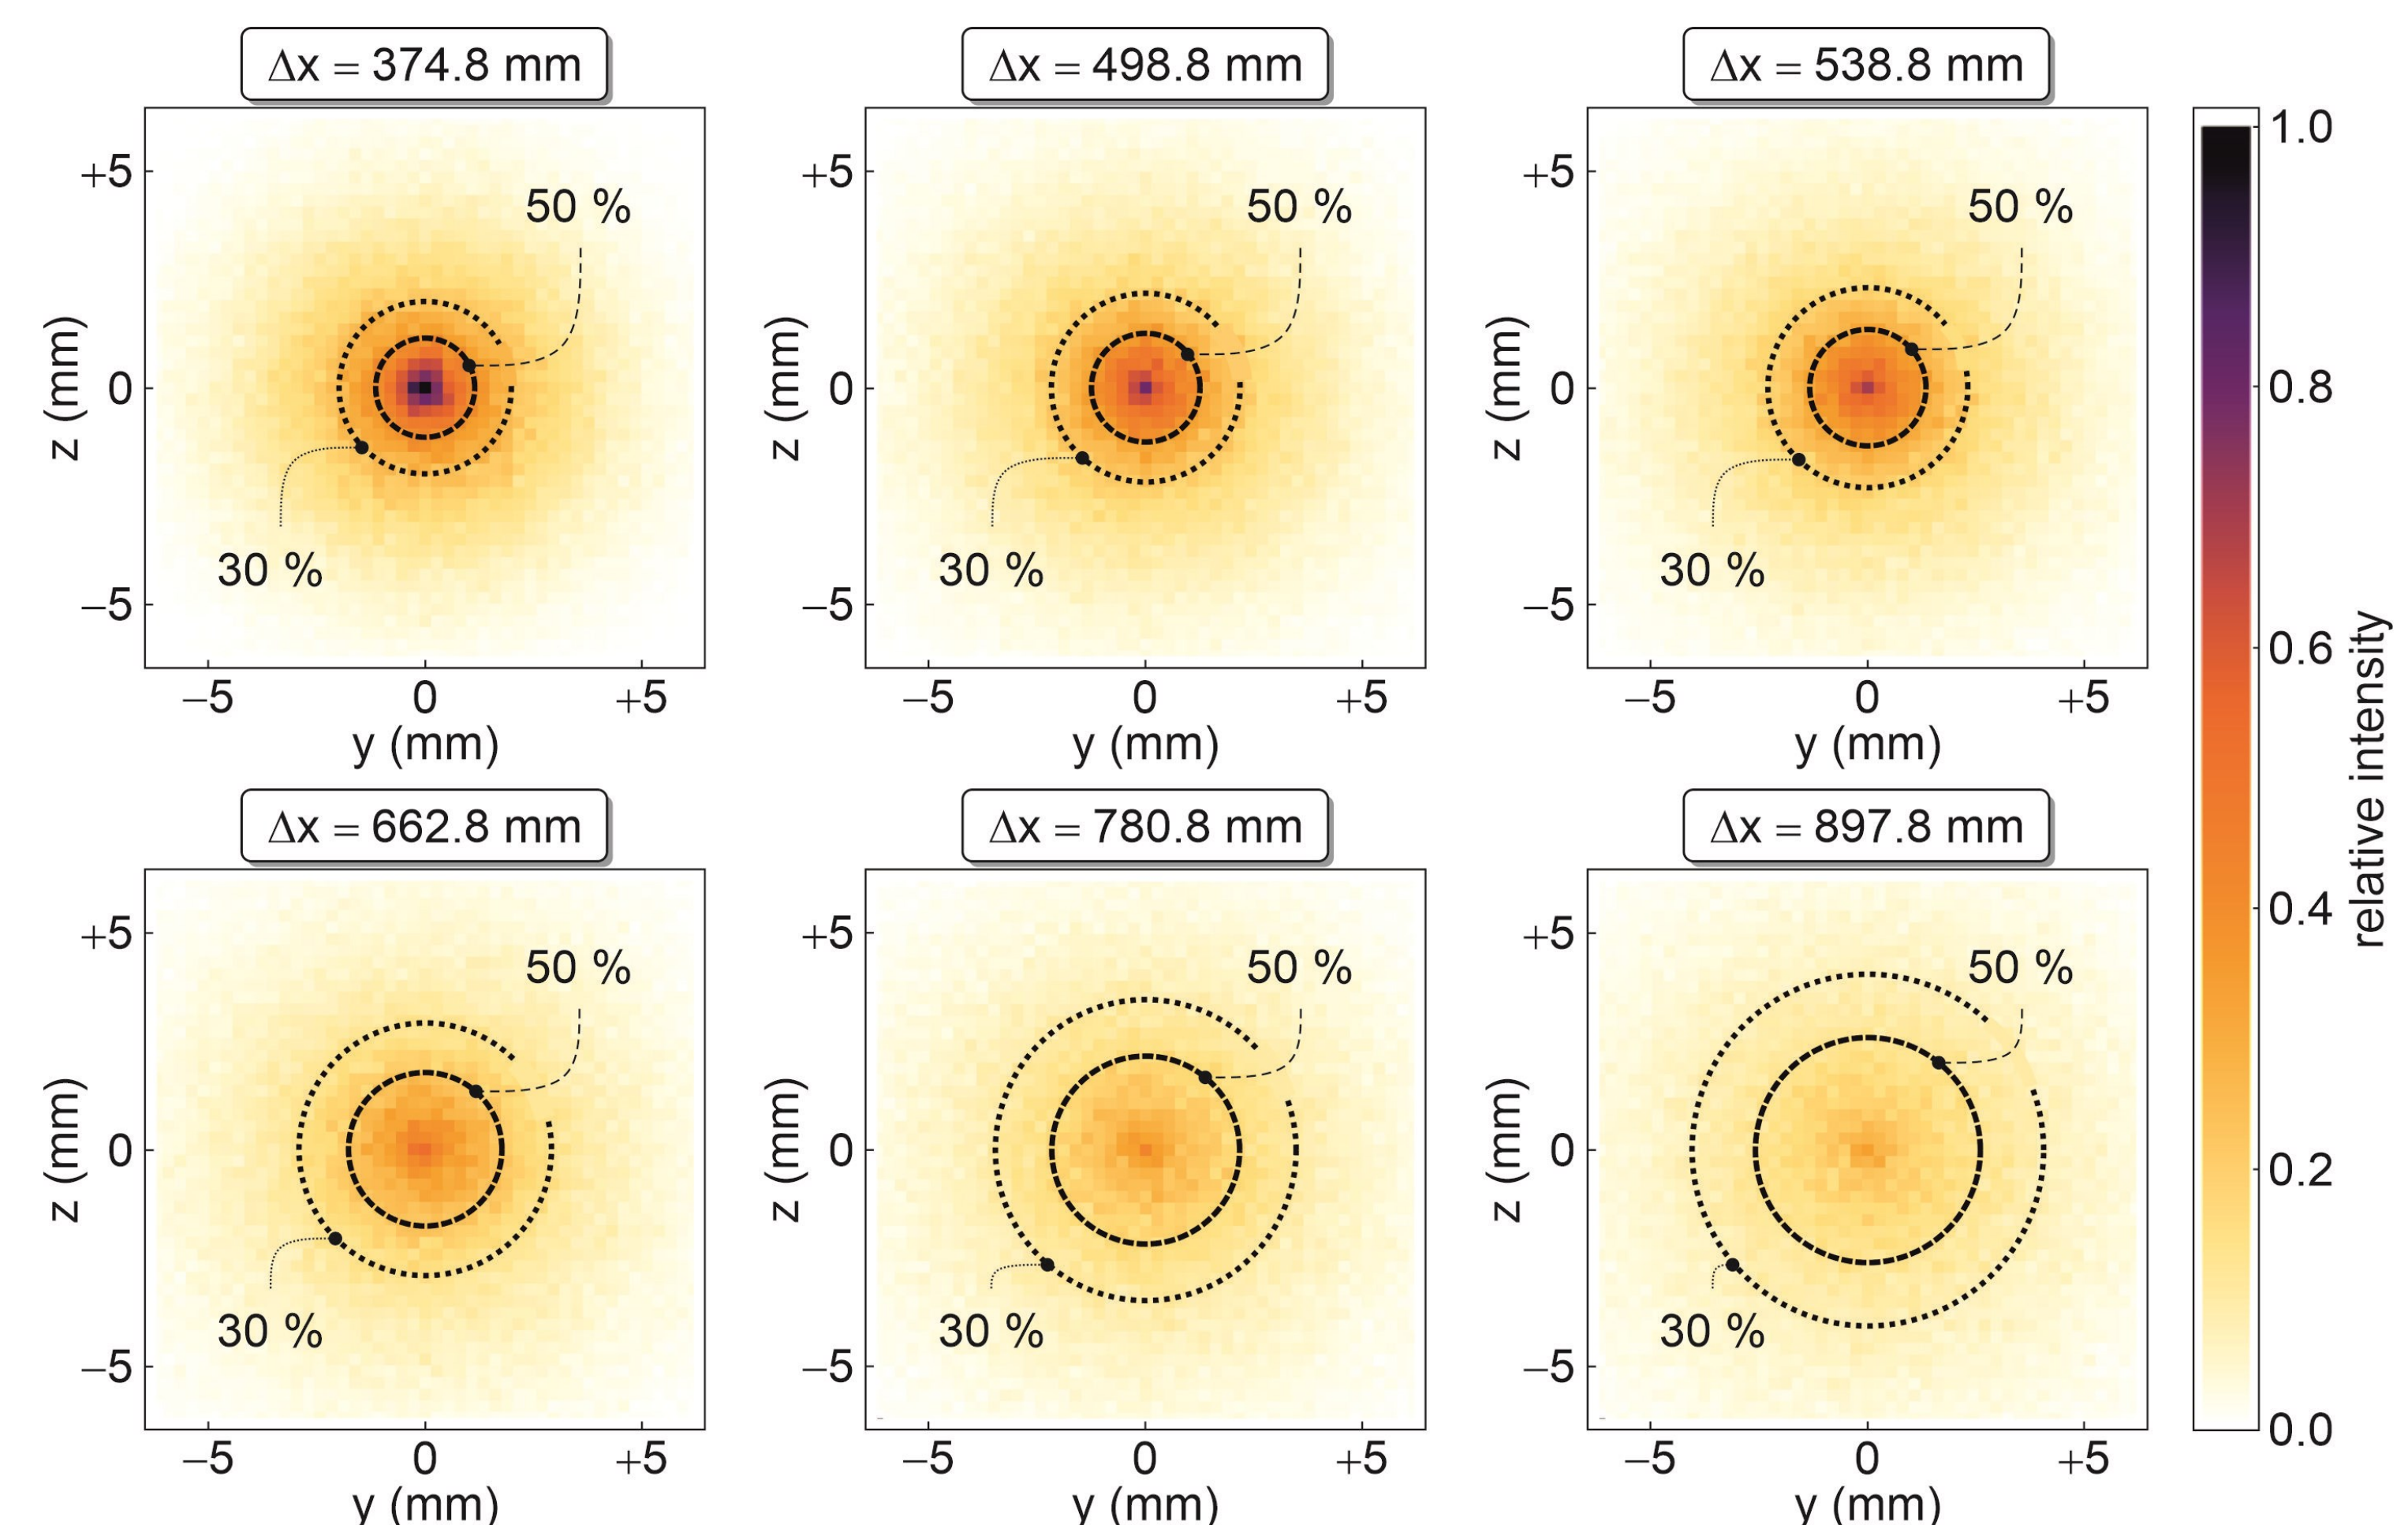 Δx = 374.8 mm
Δx = 498.8 mm
Δx = 538.8 mm
+5
0
−5
z (mm)
50 %
30 %
−5
0
+5
y (mm)
+5
0
−5
z (mm)
50 %
30 %
−5
0
+5
y (mm)
+5
0
−5
z (mm)
50 %
30 %
−5
0
+5
y (mm)
Δx = 662.8 mm
Δx = 780.8 mm
Δx = 897.8 mm
+5
0
−5
z (mm)
50 %
30 %
−5
0
+5
y (mm)
+5
0
−5
z (mm)
50 %
30 %
−5
0
+5
y (mm)
+5
0
−5
z (mm)
50 %
30 %
−5
0
+5
y (mm)
1.0
0.8
0.6
0.4
0.2
0.0
relative intensity